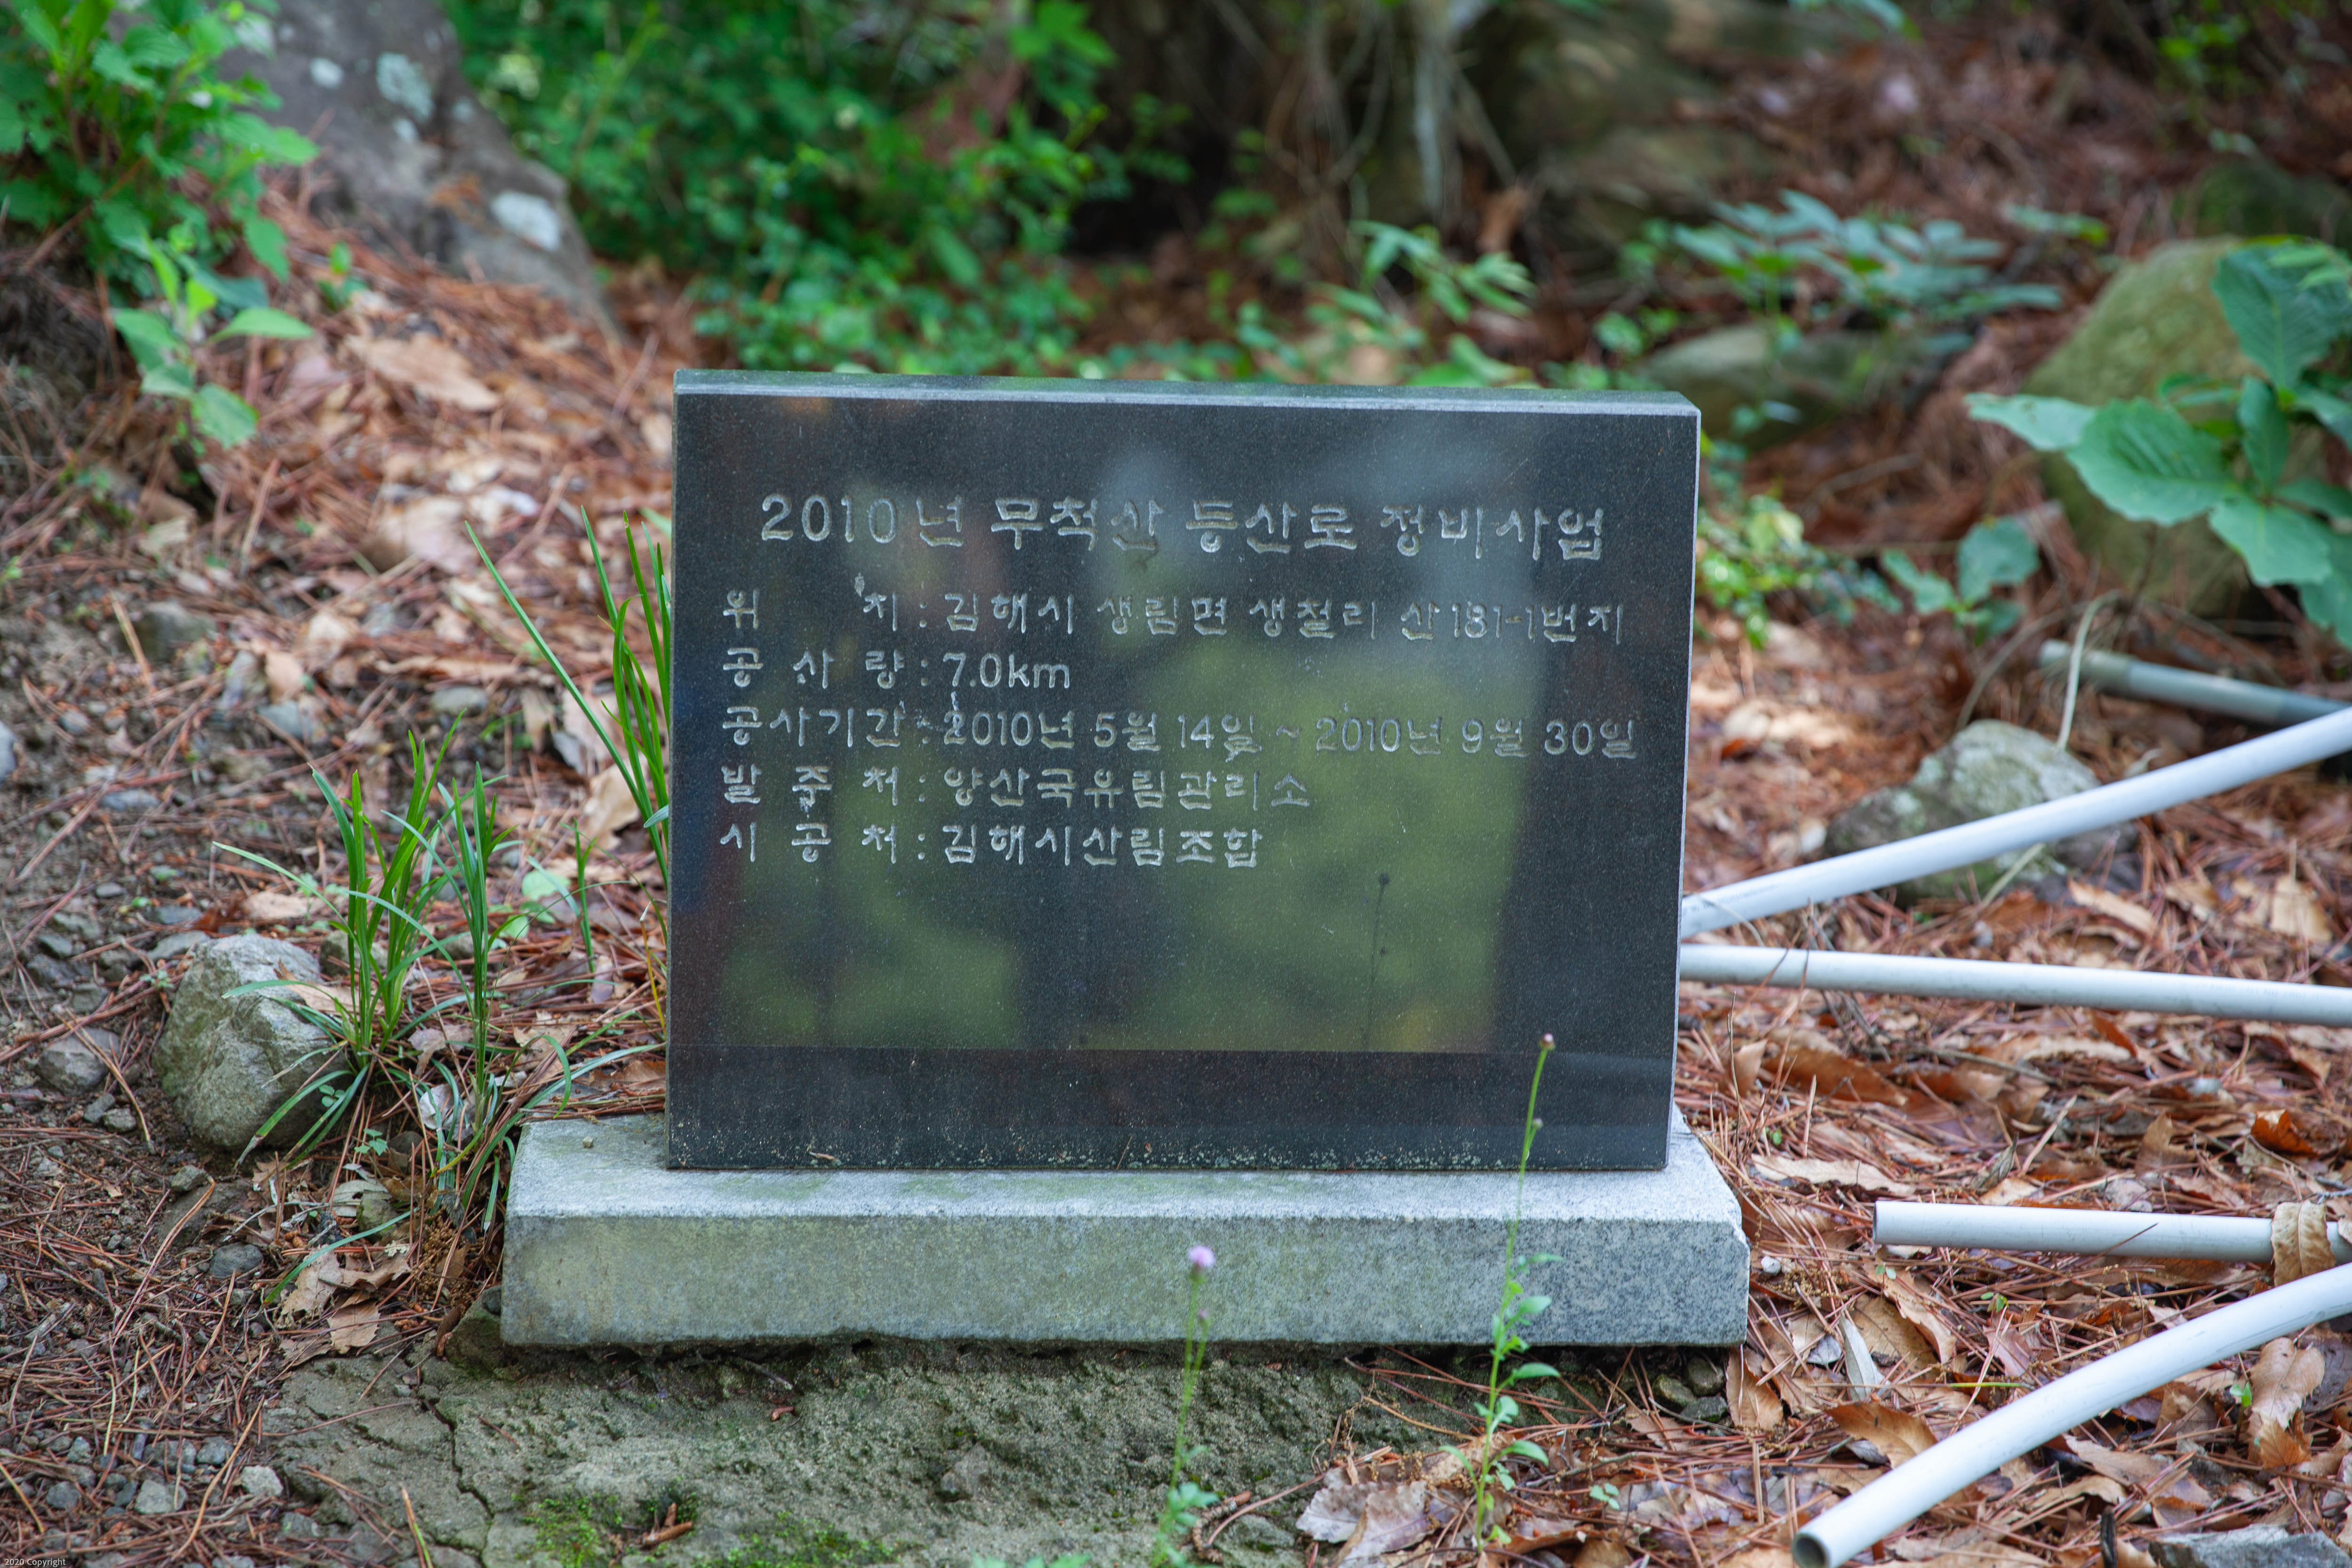 2010년 무척산 등산로 정비사업
위 치 : 김해시 생림면 생철리 산 181-1번지
공 사 량 : 7.0km
공사기간 : 2010년 5월 14일 ~ 2010년 9월 30일
발 주 처 : 양산국유림관리소
시 공 처 : 김해시산림조합
2020 Copyright